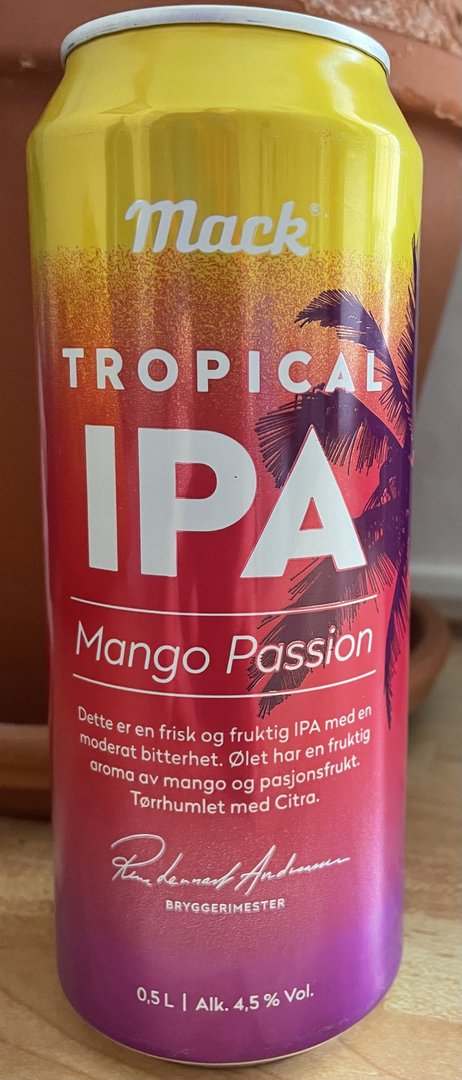 Mack®
TROPICAL
IPA
Mango Passion
Dette er en frisk og fruktig IPA med en
moderat bitterhet. Ølet har en fruktig
aroma av mango og pasjonsfrukt.
Tørrhumlet med Citra.
BRYGGERIMESTER
0,5 L | Alk. 4,5 % Vol.